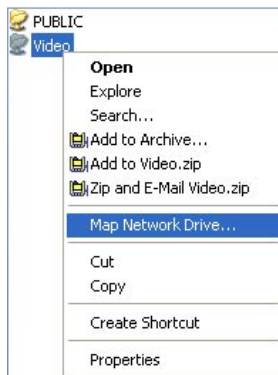 PUBLIC
Video
Open
Explore
Search...
Add to Archive...
Add to Video.zip
Zip and E-Mail Video.zip
Map Network Drive...
Cut
Copy
Create Shortcut
Properties